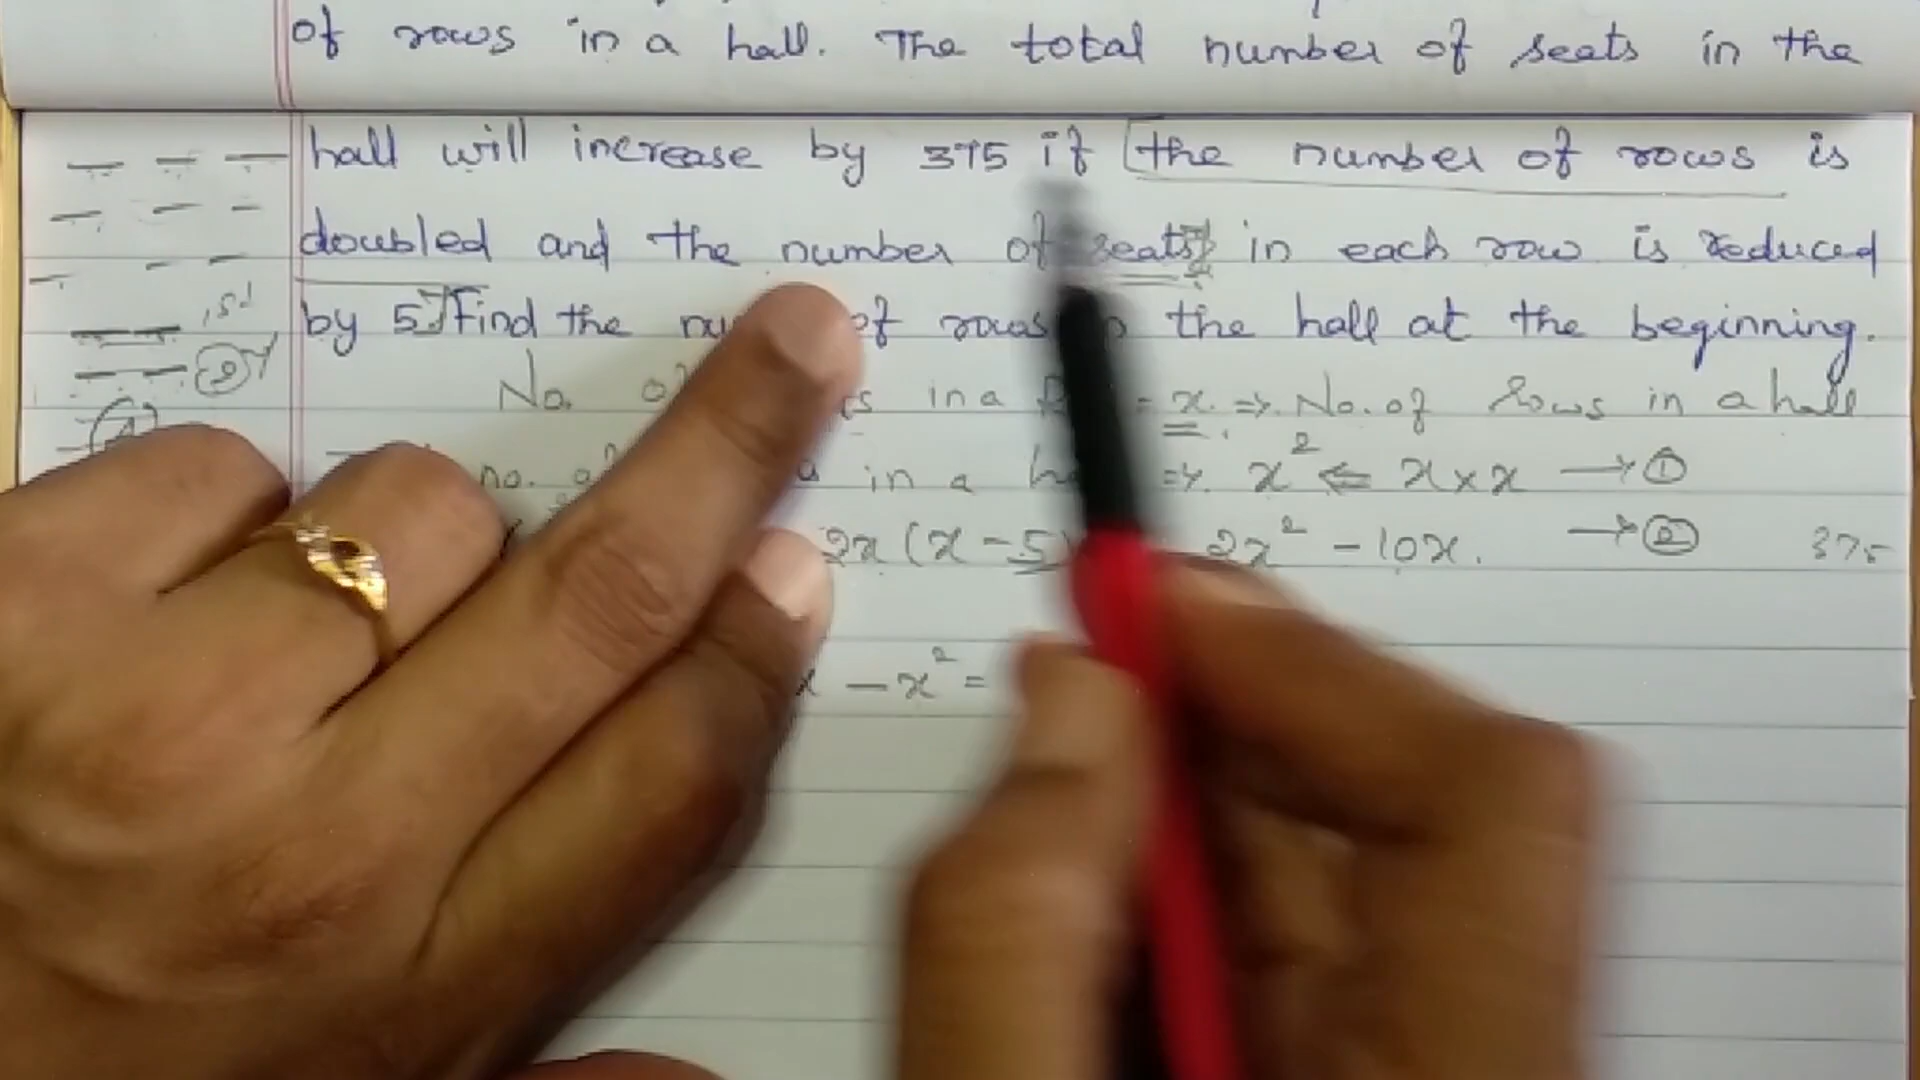 of rows in a hall. The total number of seats in the
hall will increase by 375 if the number of rows is
doubled and the number of seats in each row is reduced
by 5. Find the of rows the hall at the beginning.
No. in a = x. ⇒ No. of Rows in a hall
no. in a ⇒ x² ⇐ x × x → ①
2x (x - 5) 2x² - 10x. → ② 375
- x² =